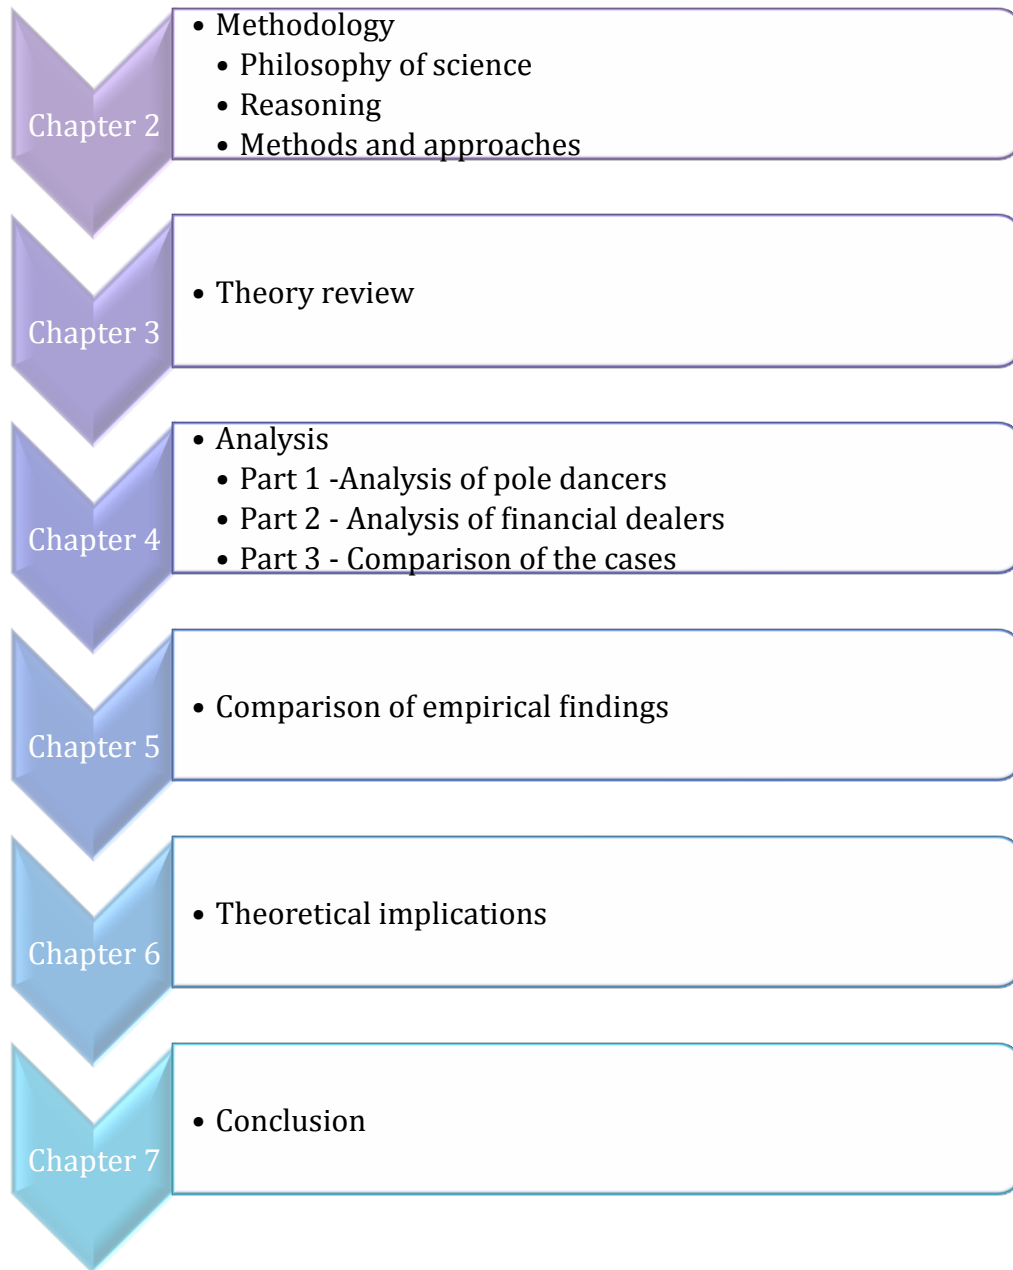 Chapter 2
• Methodology
• Philosophy of science
• Reasoning
• Methods and approaches
Chapter 3
• Theory review
Chapter 4
• Analysis
• Part 1 -Analysis of pole dancers
• Part 2 - Analysis of financial dealers
• Part 3 - Comparison of the cases
Chapter 5
• Comparison of empirical findings
Chapter 6
• Theoretical implications
Chapter 7
• Conclusion